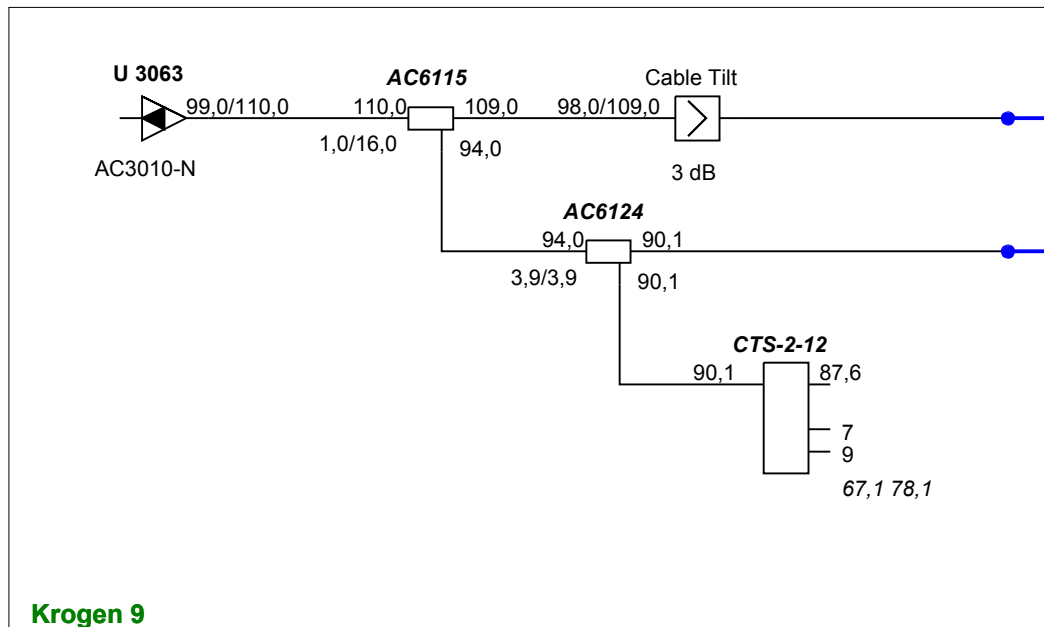 U 3063
AC6115
Cable Tilt
99,0/110,0
110,0
109,0
98,0/109,0
1,0/16,0
94,0
AC3010-N
3 dB
AC6124
94,0
90,1
3,9/3,9
90,1
CTS-2-12
90,1
87,6
7
9
67,1 78,1
Krogen 9